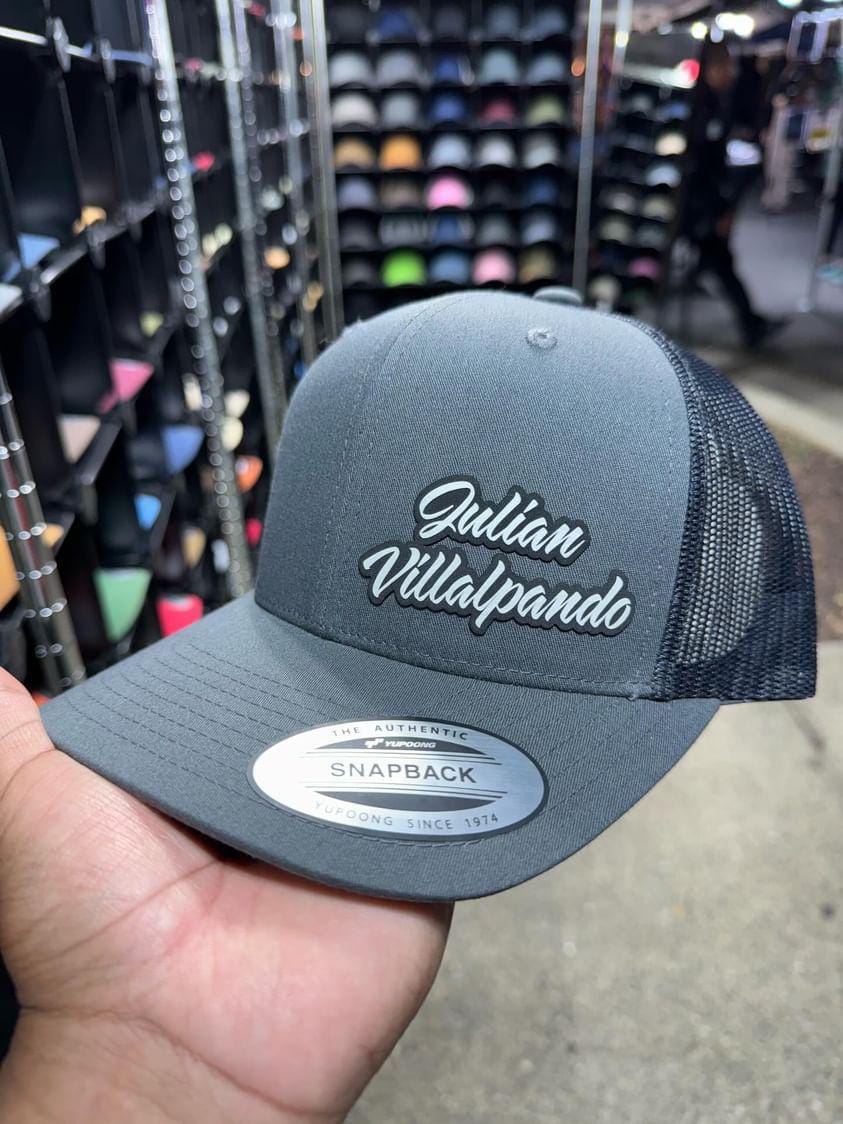 Julian
Villalpando
THE AUTHENTIC
YUPOONG
SNAPBACK
YUPOONG SINCE 1974